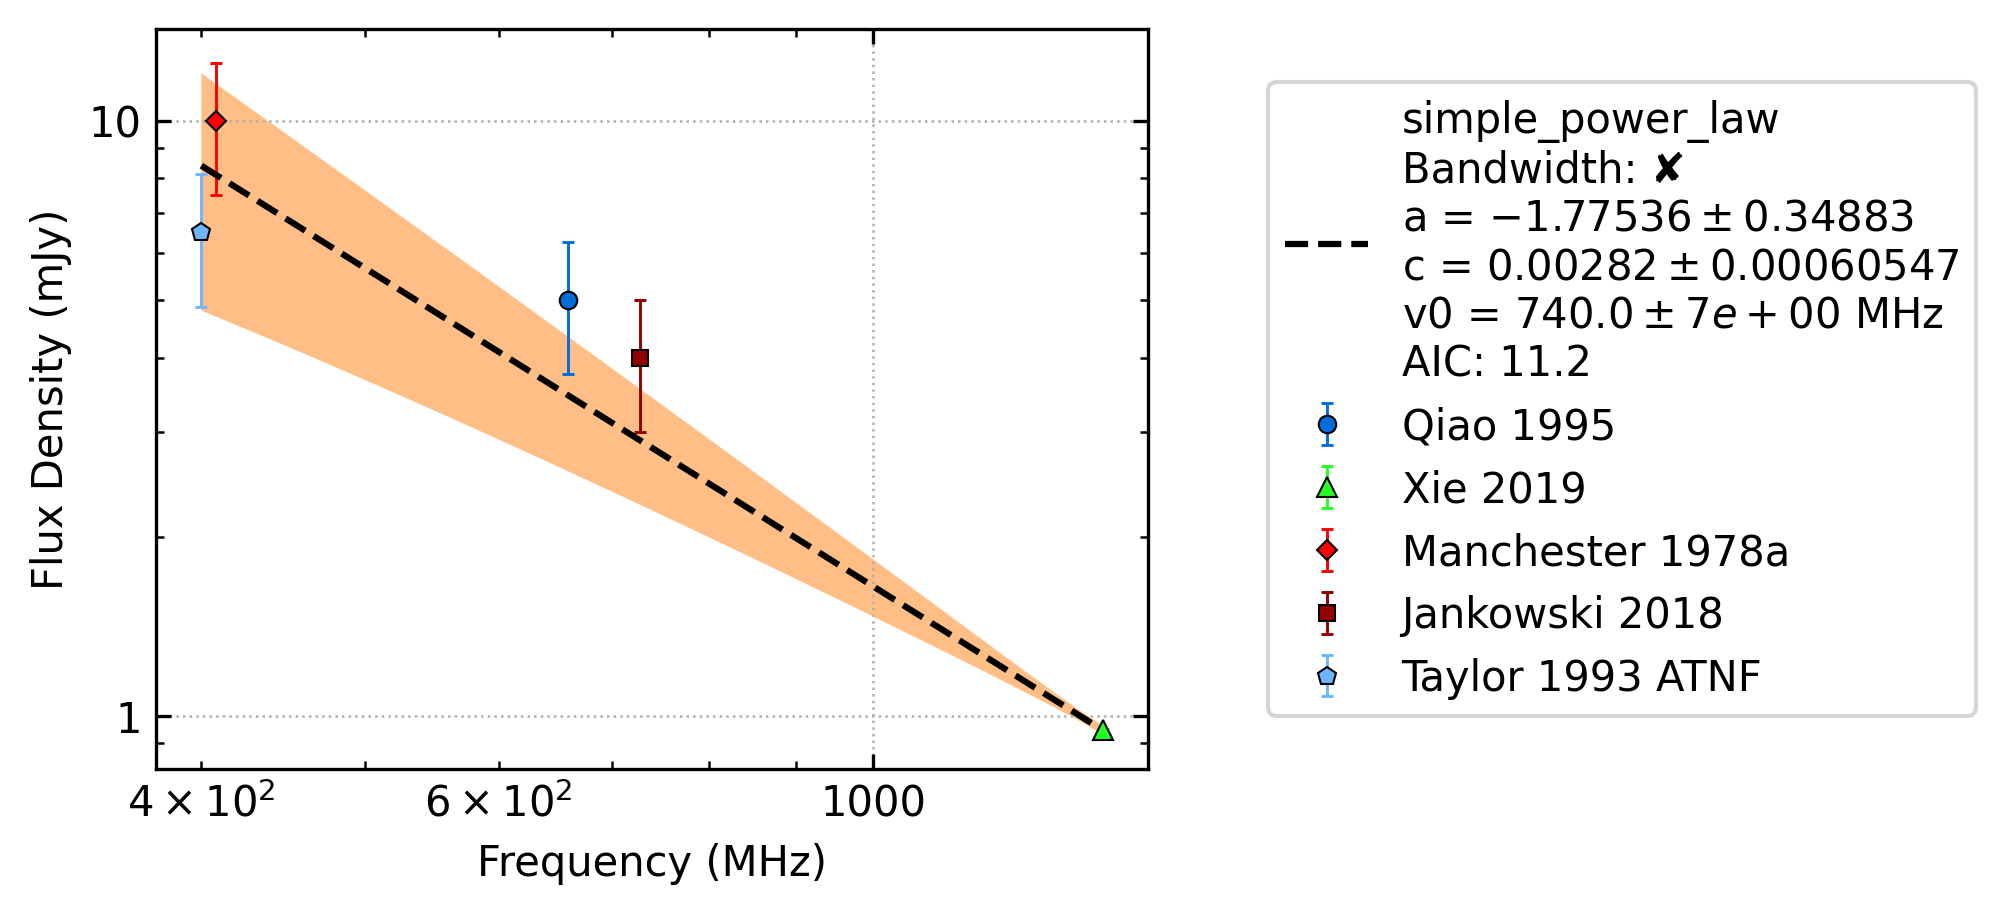 10
1
Flux Density (mJy)
4 × 10²
6 × 10²
1000
Frequency (MHz)
simple_power_law
Bandwidth: ✘
a = −1.77536 ± 0.34883
c = 0.00282 ± 0.00060547
v0 = 740.0 ± 7e + 00 MHz
AIC: 11.2
Qiao 1995
Xie 2019
Manchester 1978a
Jankowski 2018
Taylor 1993 ATNF